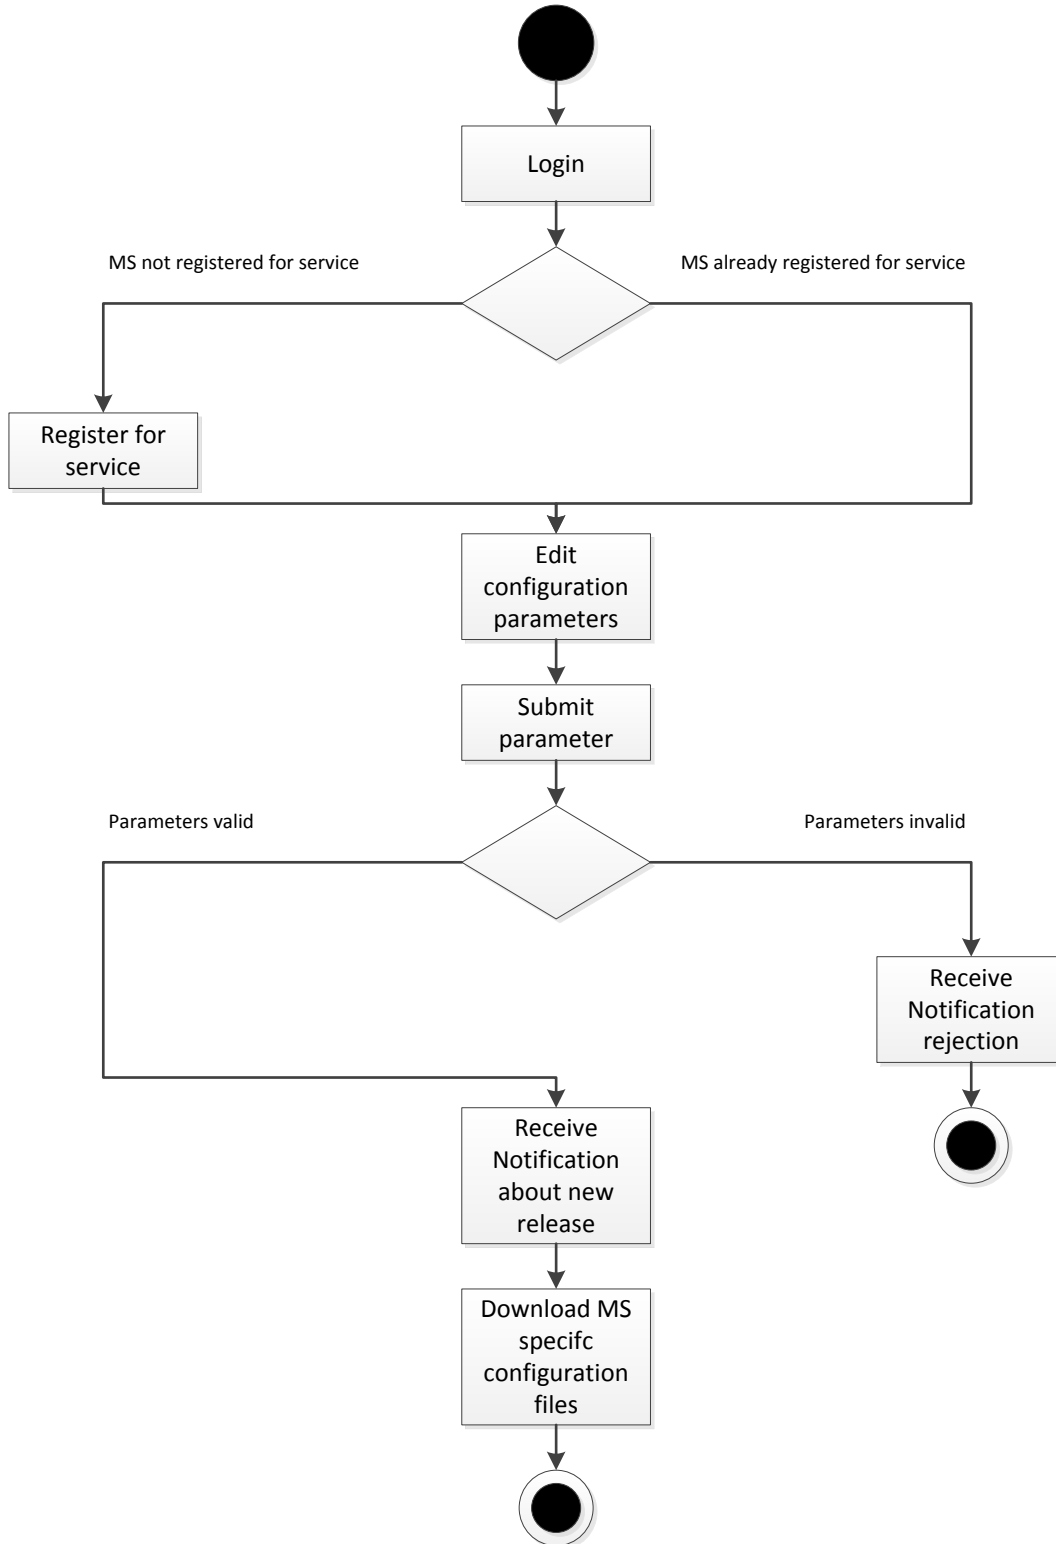 Login
MS not registered for service
MS already registered for service
Register for
service
Edit
configuration
parameters
Submit
parameter
Parameters valid
Parameters invalid
Receive
Notification
rejection
Receive
Notification
about new
release
Download MS
specifc
configuration
files